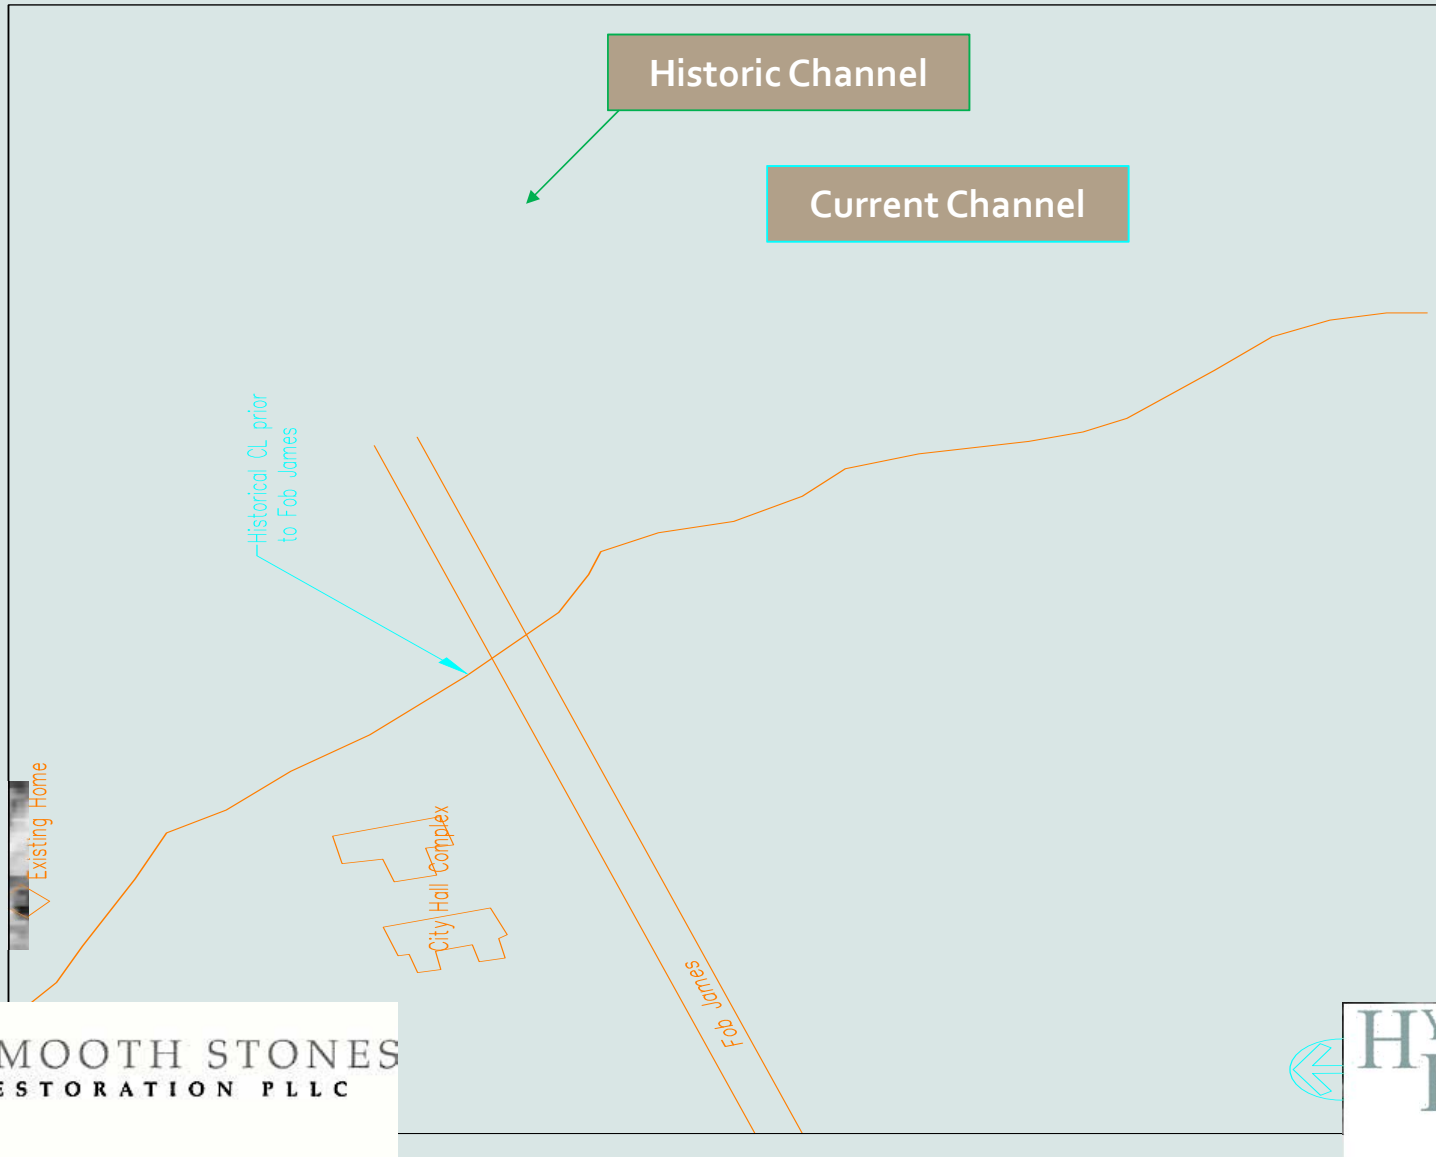 Historic Channel
Current Channel
Historical CL prior
to Fob James
Existing Home
City Hall Complex
Fob James
MOOTH STONES
ESTORATION PLLC